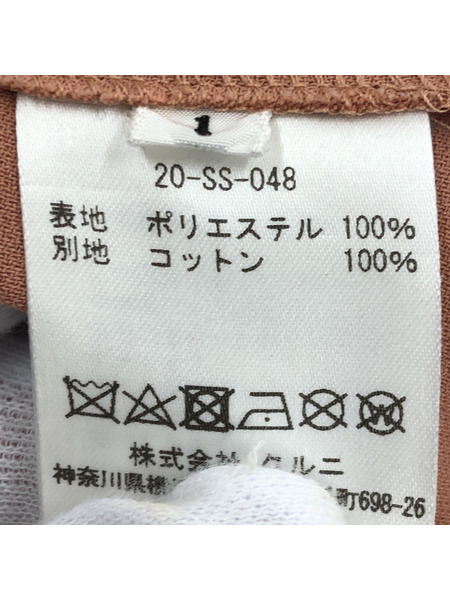 1
20-SS-048
表地 ポリエステル 100%
別地 コットン 100%
株式会社 クルニ
神奈川県横 町698-26